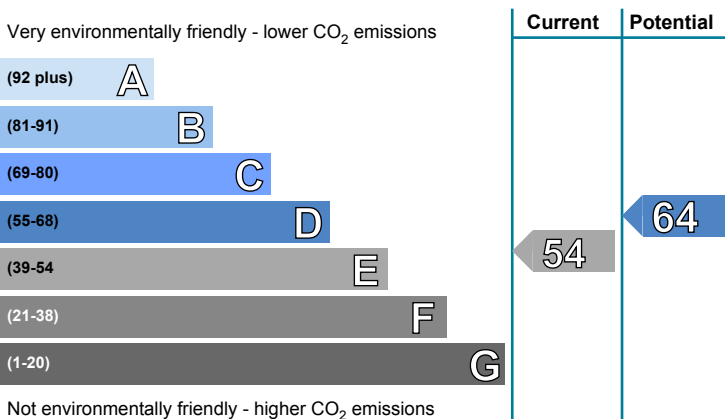 Current Potential
Very environmentally friendly - lower CO2 emissions
(92 plus) A
(81-91) B
(69-80) C
(55-68) D
64
(39-54 E
54
(21-38) F
(1-20) G
Not environmentally friendly - higher CO2 emissions